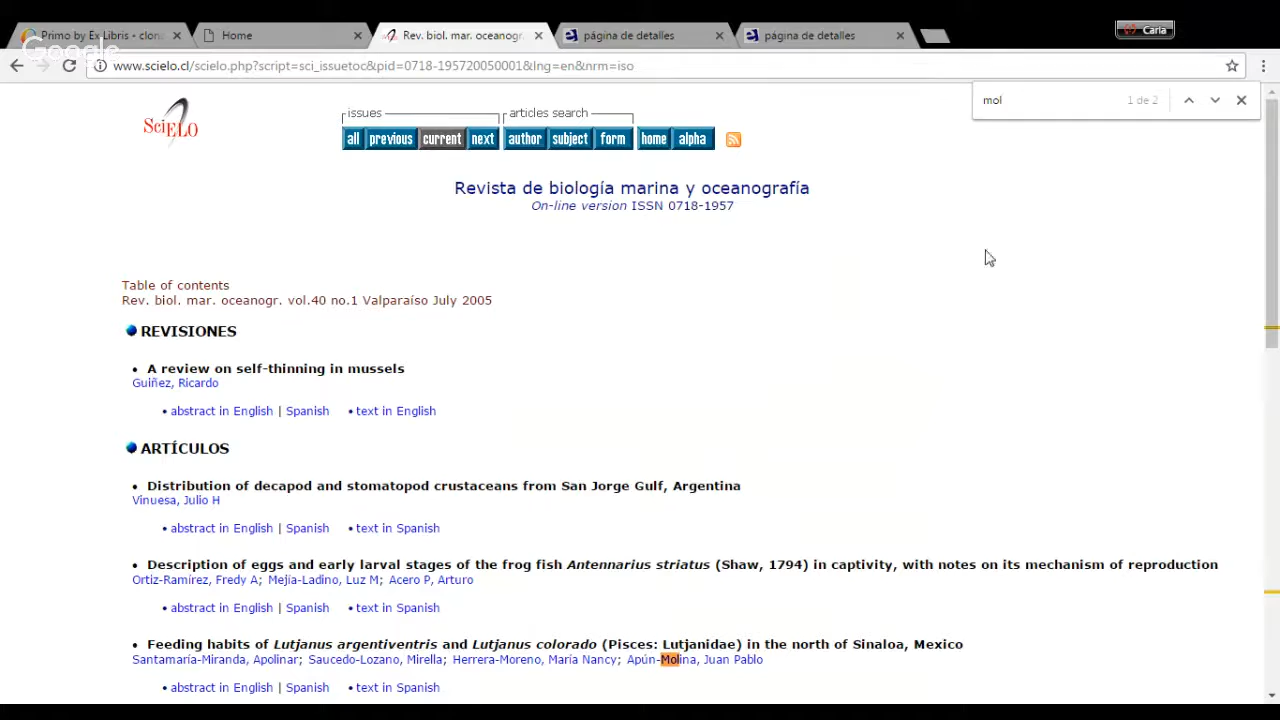 Primo by Ex Libris - clona
Home
Rev. biol. mar. oceanogr.
página de detalles
página de detalles
Carla
Google
www.scielo.cl/scielo.php?script=sci_issuetoc&pid=0718-195720050001&lng=en&nrm=iso
mol 1 de 2
SciELO
issues articles search
all previous current next author subject form home alpha
Revista de biología marina y oceanografía
On-line version ISSN 0718-1957
Table of contents
Rev. biol. mar. oceanogr. vol.40 no.1 Valparaíso July 2005
REVISIONES
• A review on self-thinning in mussels
Guiñez, Ricardo
• abstract in English | Spanish • text in English
ARTÍCULOS
• Distribution of decapod and stomatopod crustaceans from San Jorge Gulf, Argentina
Vinuesa, Julio H
• abstract in English | Spanish • text in Spanish
• Description of eggs and early larval stages of the frog fish Antennarius striatus (Shaw, 1794) in captivity, with notes on its mechanism of reproduction
Ortiz-Ramírez, Fredy A; Mejía-Ladino, Luz M; Acero P, Arturo
• abstract in English | Spanish • text in Spanish
• Feeding habits of Lutjanus argentiventris and Lutjanus colorado (Pisces: Lutjanidae) in the north of Sinaloa, Mexico
Santamaría-Miranda, Apolinar; Saucedo-Lozano, Mirella; Herrera-Moreno, María Nancy; Apún-Molina, Juan Pablo
• abstract in English | Spanish • text in Spanish